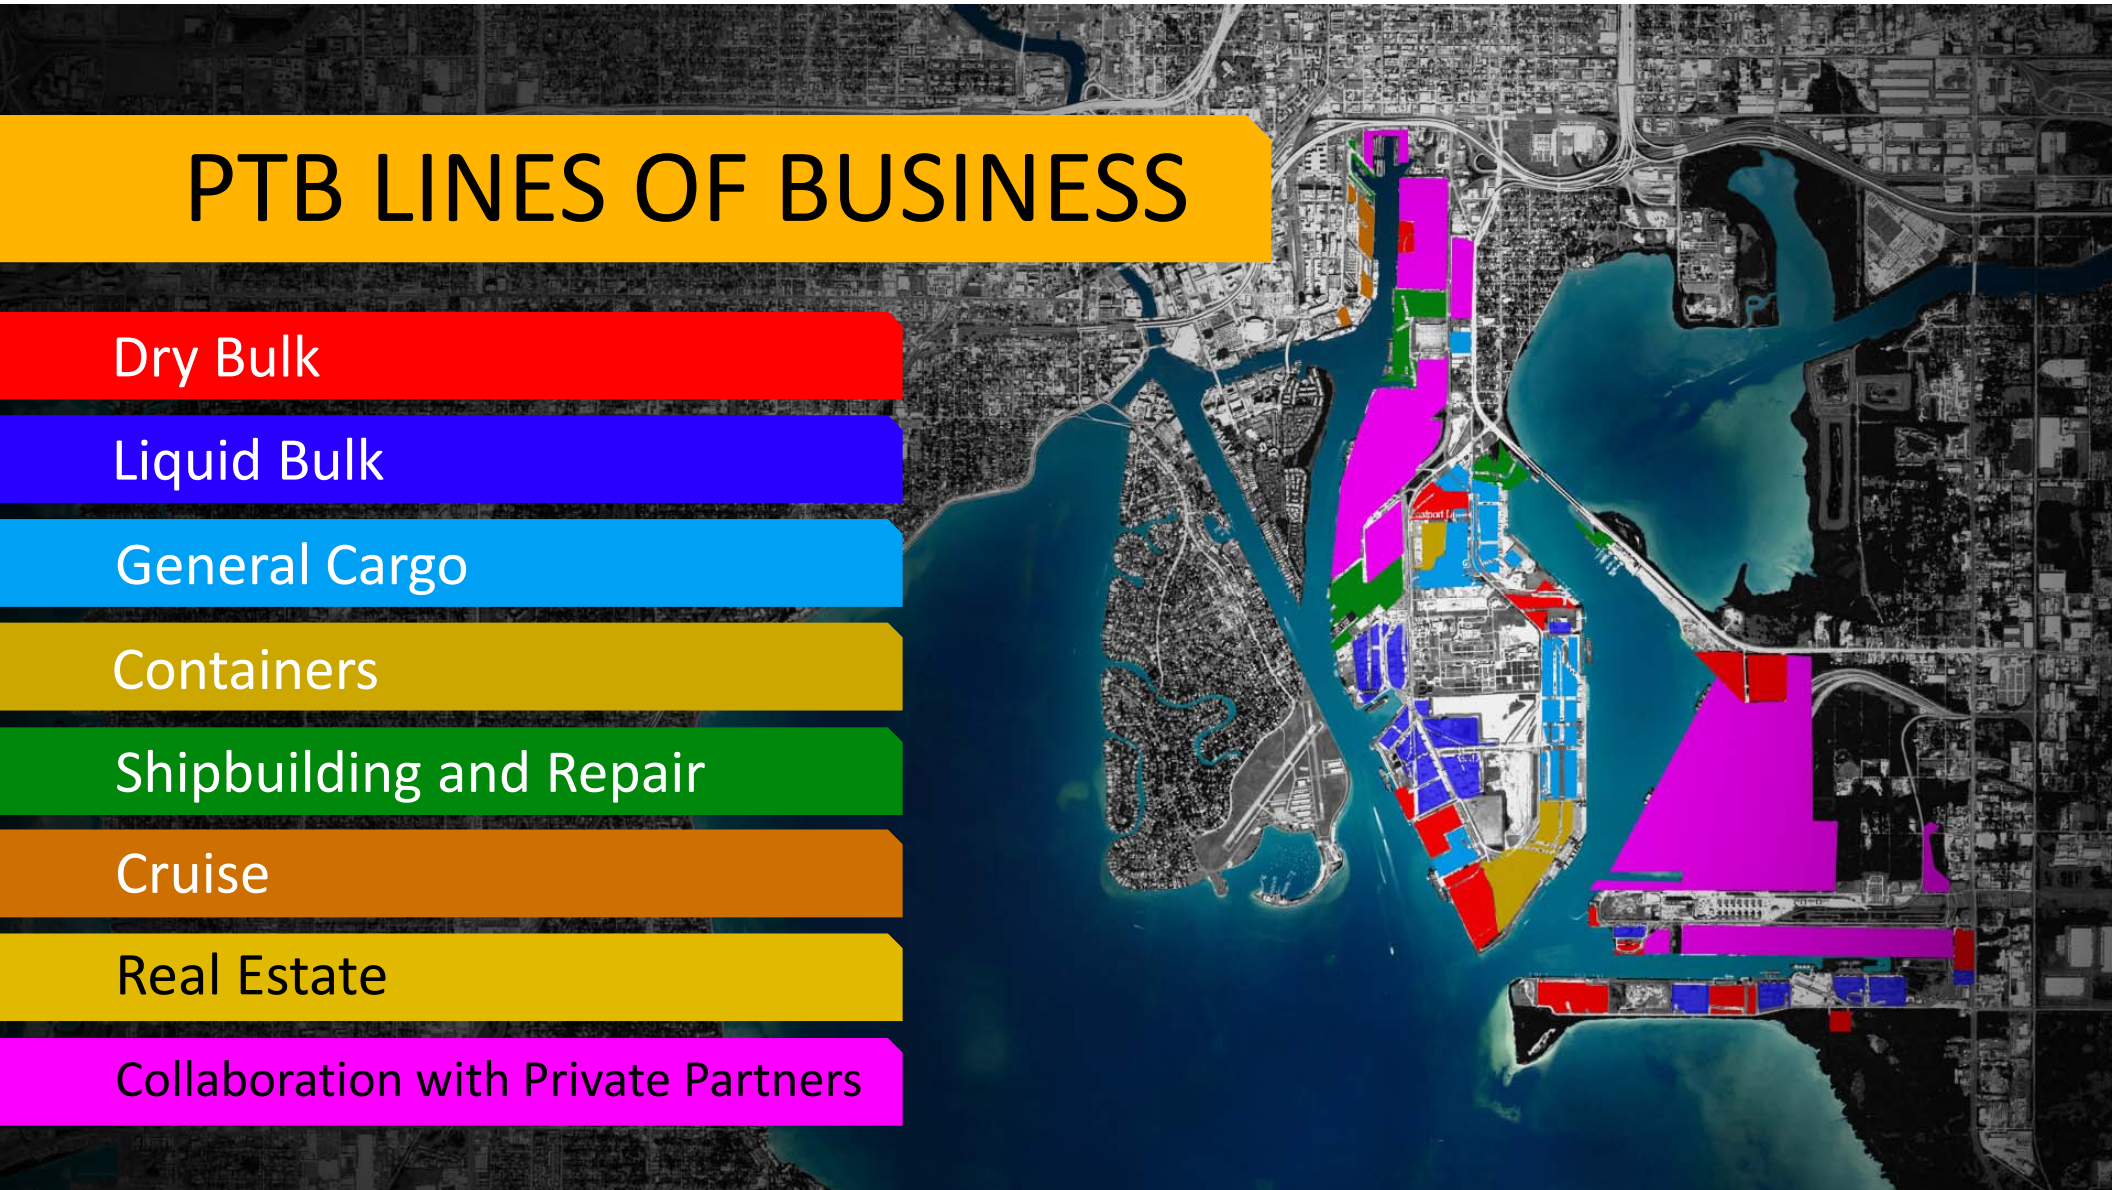 PTB LINES OF BUSINESS
Dry Bulk
Liquid Bulk
General Cargo
Containers
Shipbuilding and Repair
Cruise
Real Estate
Collaboration with Private Partners